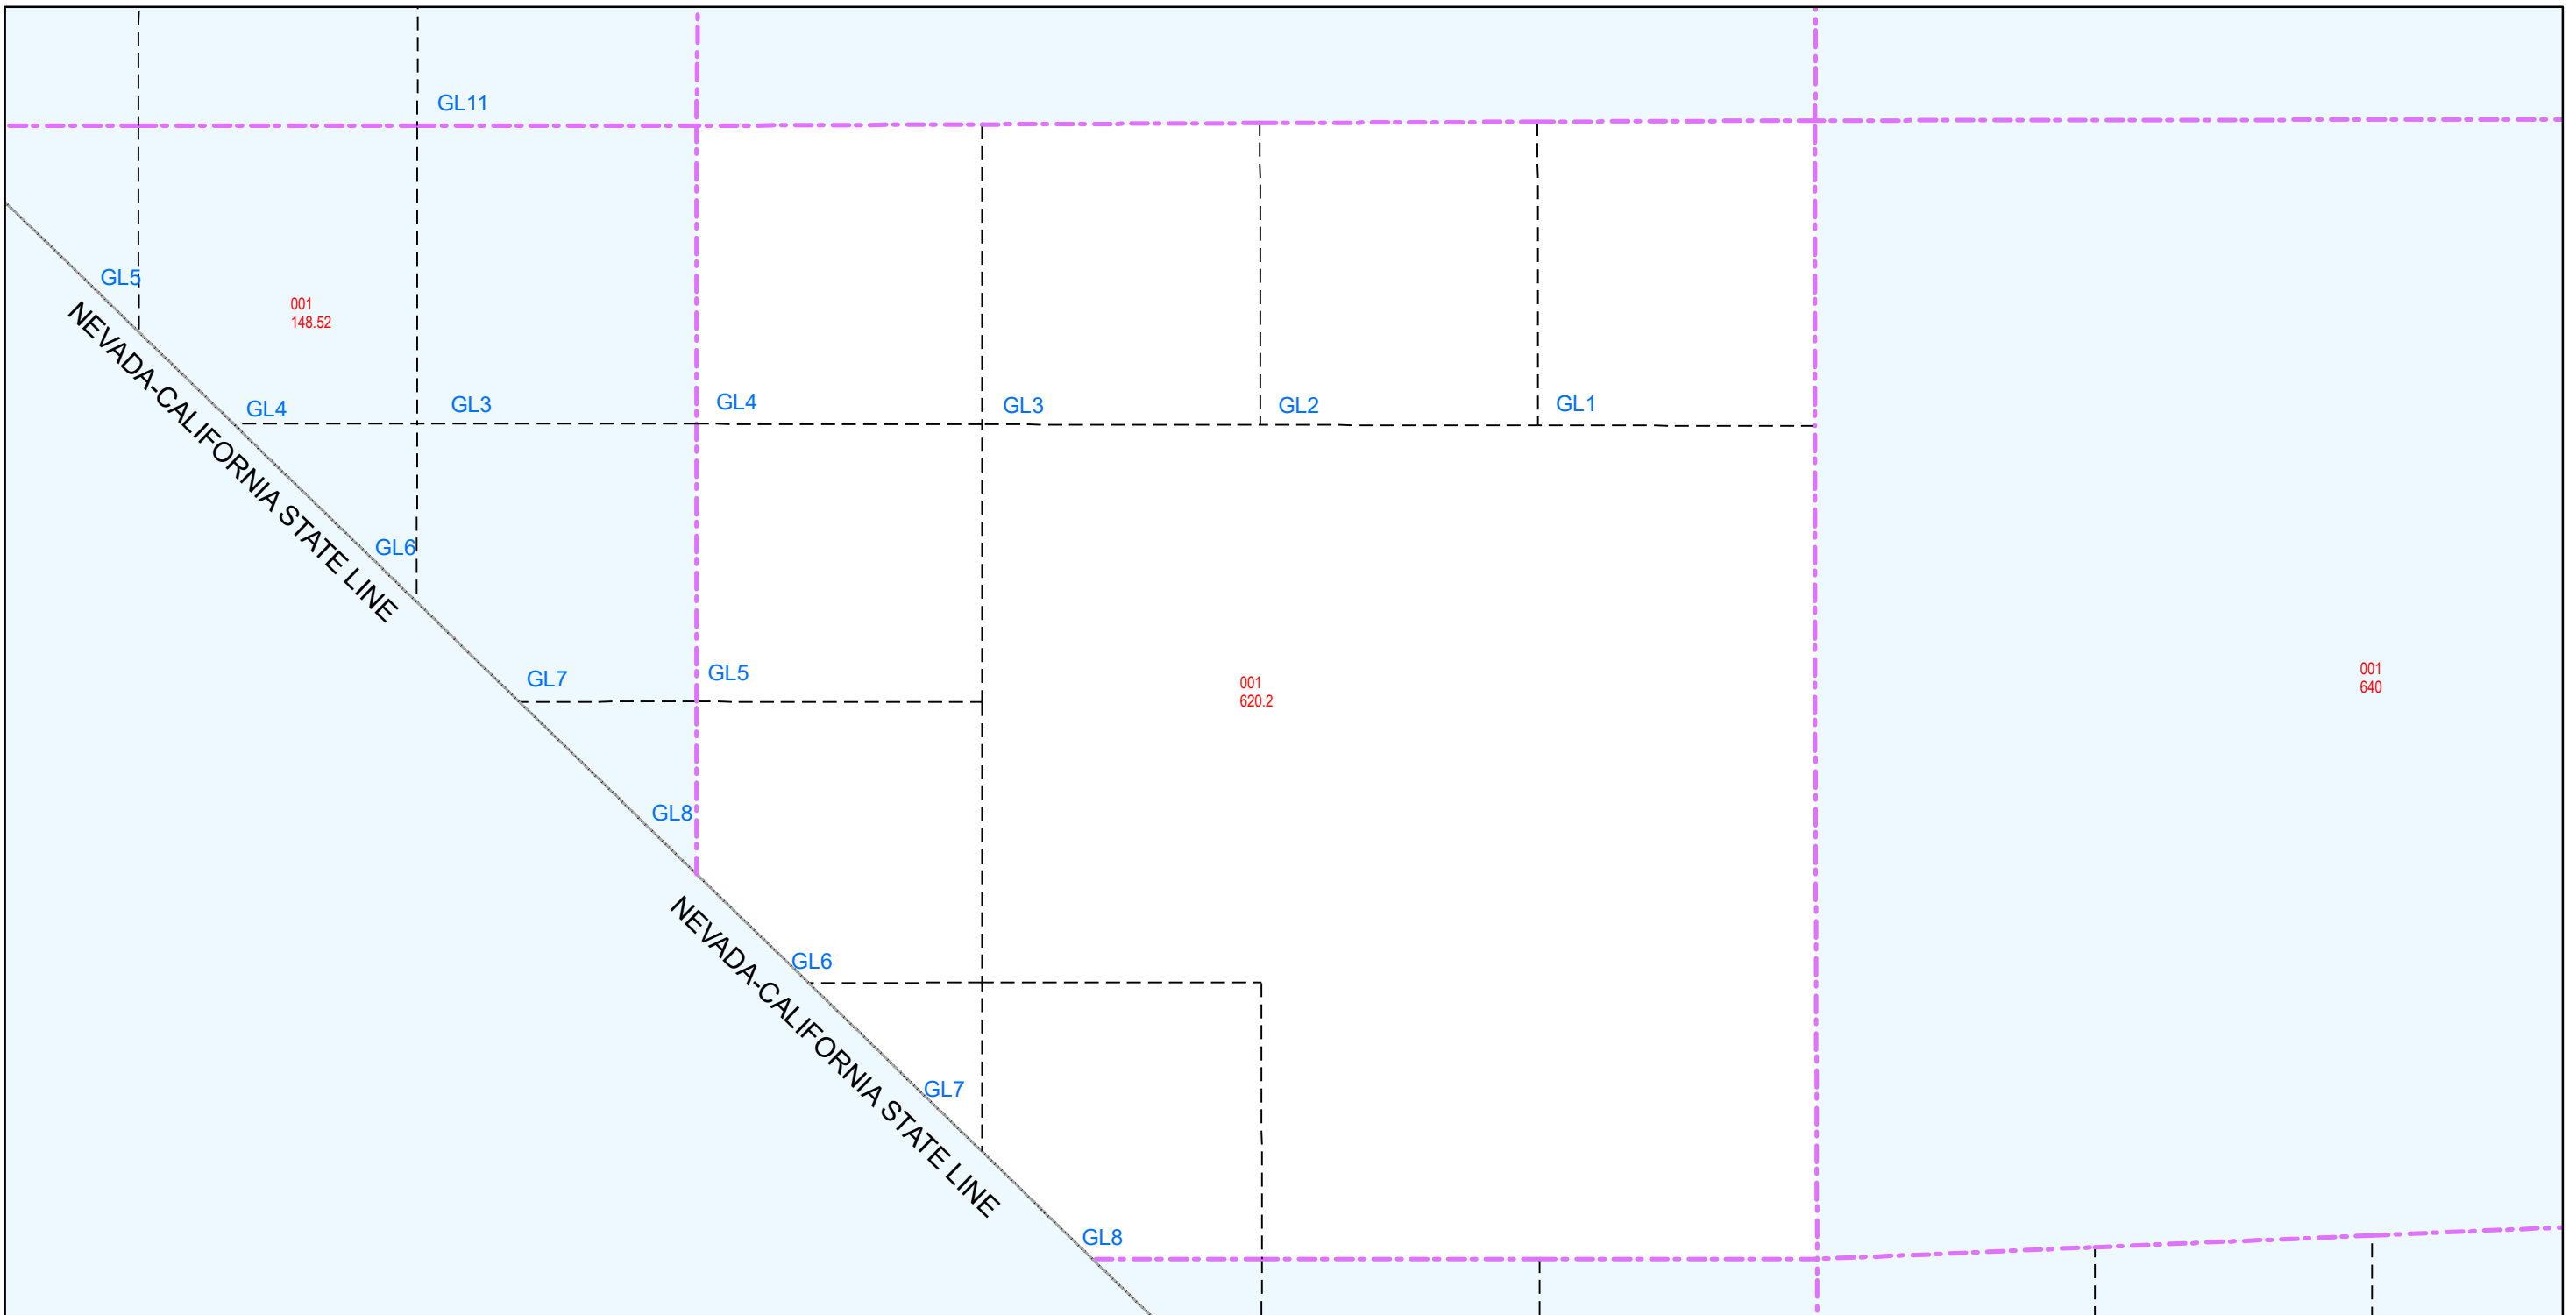 GL11
GL5
001
148.52
NEVADA-CALIFORNIA STATE LINE
GL4
GL3
GL4
GL3
GL2
GL1
GL6
GL7
GL5
001
620.2
001
640
GL8
NEVADA-CALIFORNIA STATE LINE
GL6
GL7
GL8